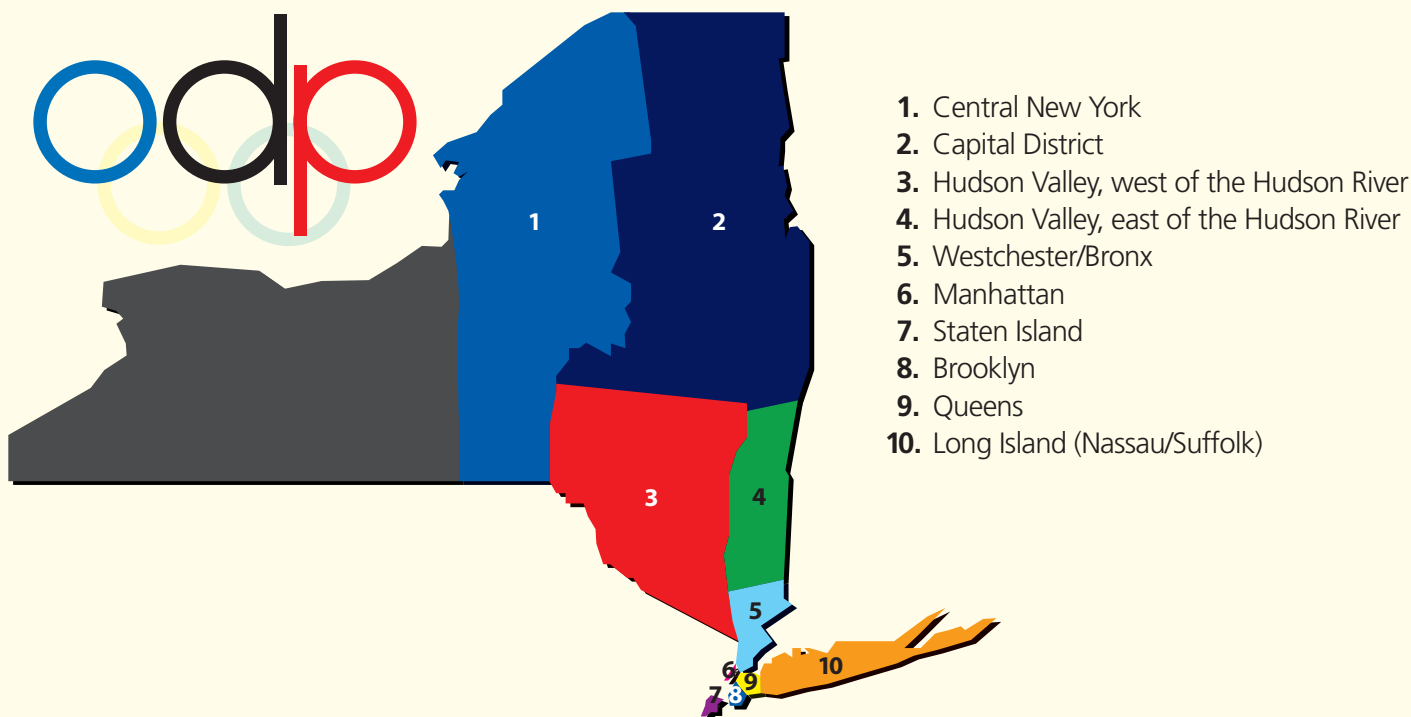 odp
1. Central New York
2. Capital District
3. Hudson Valley, west of the Hudson River
4. Hudson Valley, east of the Hudson River
5. Westchester/Bronx
6. Manhattan
7. Staten Island
8. Brooklyn
9. Queens
10. Long Island (Nassau/Suffolk)
1
2
3
4
5
6
7
8
9
10